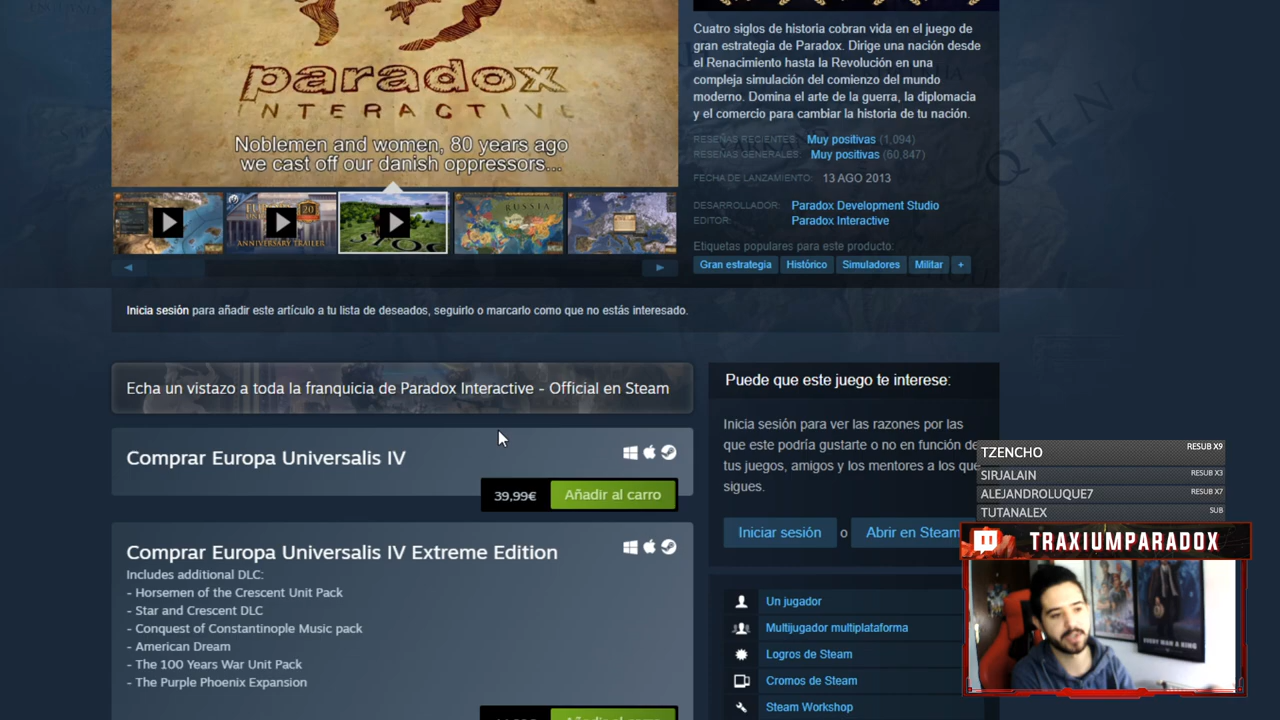 paradox
INTERACTIVE
Noblemen and women, 80 years ago
we cast off our danish oppressors...
20
ANNIVERSARY TRAILER
RUSSIA
Cuatro siglos de historia cobran vida en el juego de
gran estrategia de Paradox. Dirige una nación desde
el Renacimiento hasta la Revolución en una
compleja simulación del comienzo del mundo
moderno. Domina el arte de la guerra, la diplomacia
y el comercio para cambiar la historia de tu nación.
RESEÑAS RECIENTES: Muy positivas (1,094)
RESEÑAS GENERALES: Muy positivas (60,847)
FECHA DE LANZAMIENTO: 13 AGO 2013
DESARROLLADOR: Paradox Development Studio
EDITOR: Paradox Interactive
Etiquetas populares para este producto:
Gran estrategia Histórico Simuladores Militar +
Inicia sesión para añadir este artículo a tu lista de deseados, seguirlo o marcarlo como que no estás interesado.
Echa un vistazo a toda la franquicia de Paradox Interactive - Official en Steam
Comprar Europa Universalis IV
39,99€ Añadir al carro
Comprar Europa Universalis IV Extreme Edition
Includes additional DLC:
- Horsemen of the Crescent Unit Pack
- Star and Crescent DLC
- Conquest of Constantinople Music pack
- American Dream
- The 100 Years War Unit Pack
- The Purple Phoenix Expansion
Añadir al carro
Puede que este juego te interese:
Inicia sesión para ver las razones por las
que este podría gustarte o no en función de
tus juegos, amigos y los mentores a los que
sigues.
Iniciar sesión o Abrir en Steam
Un jugador
Multijugador multiplataforma
Logros de Steam
Cromos de Steam
Steam Workshop
TZENCHO RESUB X9
SIRJALAIN RESUB X3
ALEJANDROLUQUE7 RESUB X7
TUTANALEX SUB
TRAXIUMPARADOX
EVERY MAN A KING